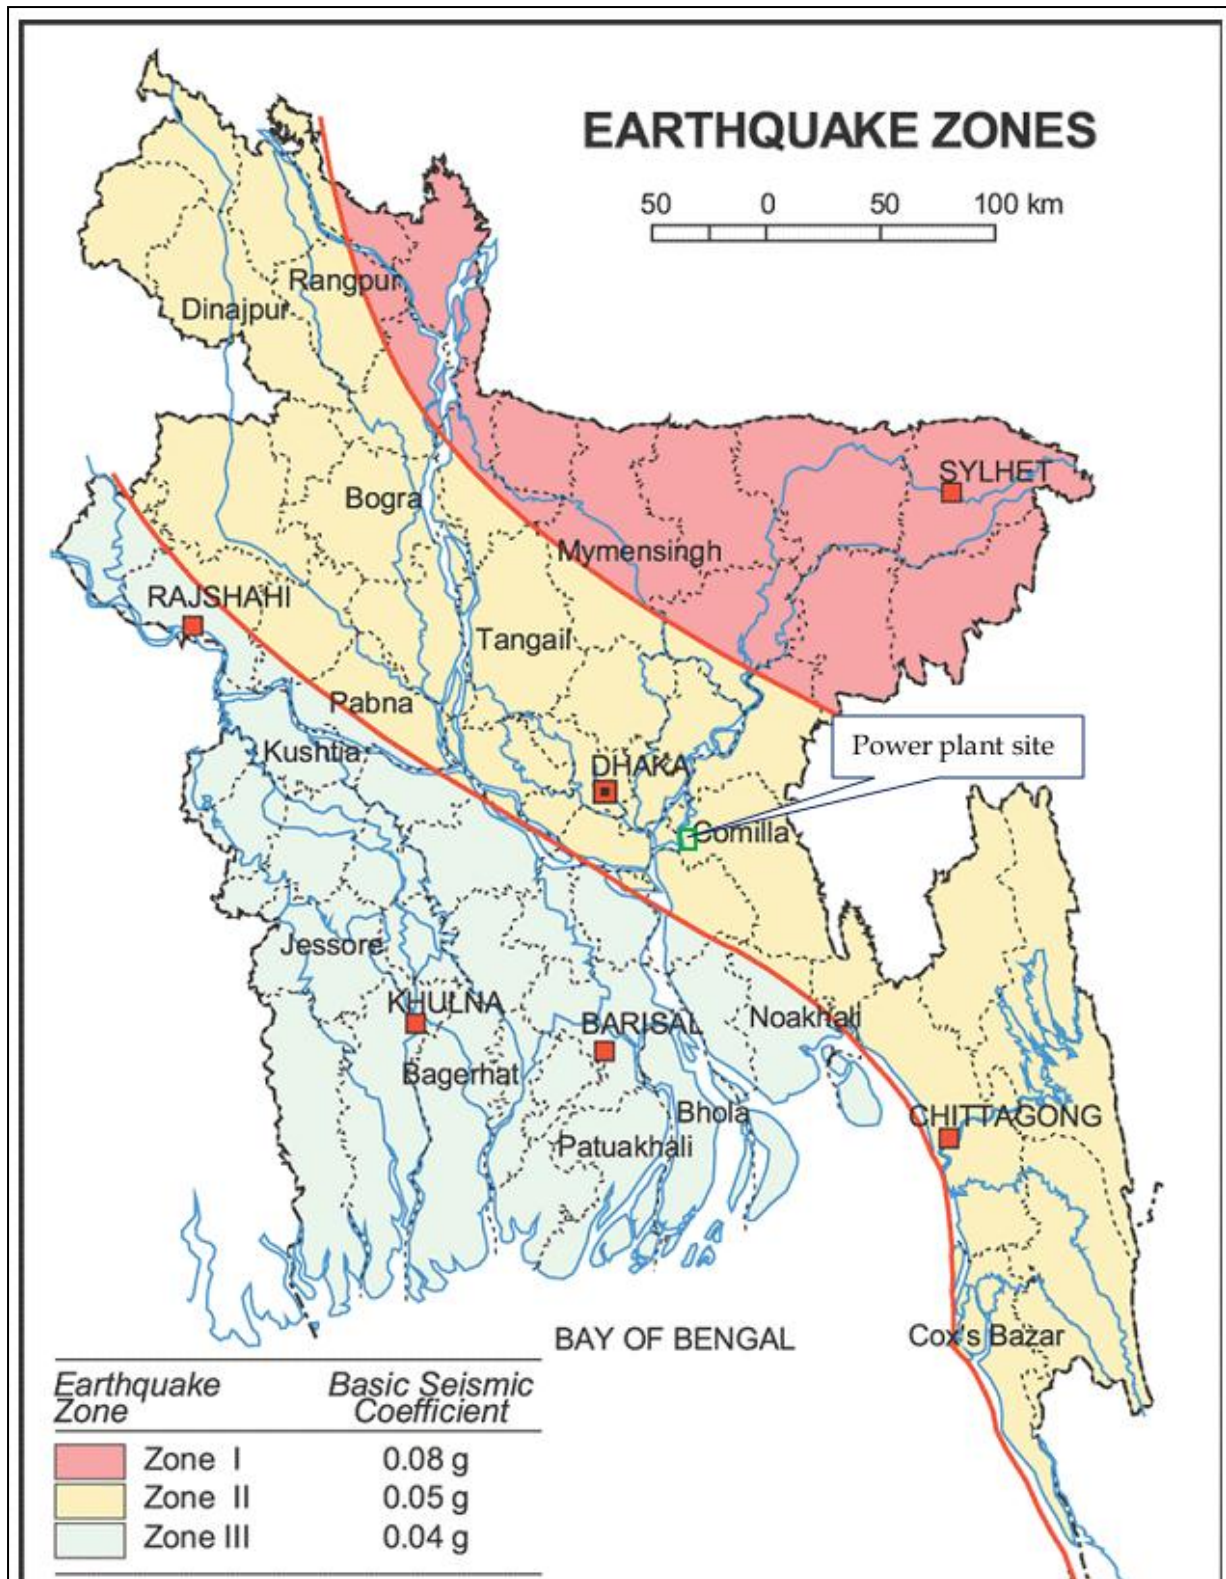 EARTHQUAKE ZONES
50 0 50 100 km
Rangpur
Dinajpur
SYLHET
Bogra
Mymensingh
RAJSHAHI
Tangail
Pabna
Kushtia
Power plant site
DHAKA
Comilla
Jessore
KHULNA
BARISAL
Noakhali
Bagerhat
Bhola
CHITTAGONG
Patuakhali
BAY OF BENGAL
Cox's Bazar
Earthquake Zone
Basic Seismic Coefficient
Zone I 0.08 g
Zone II 0.05 g
Zone III 0.04 g